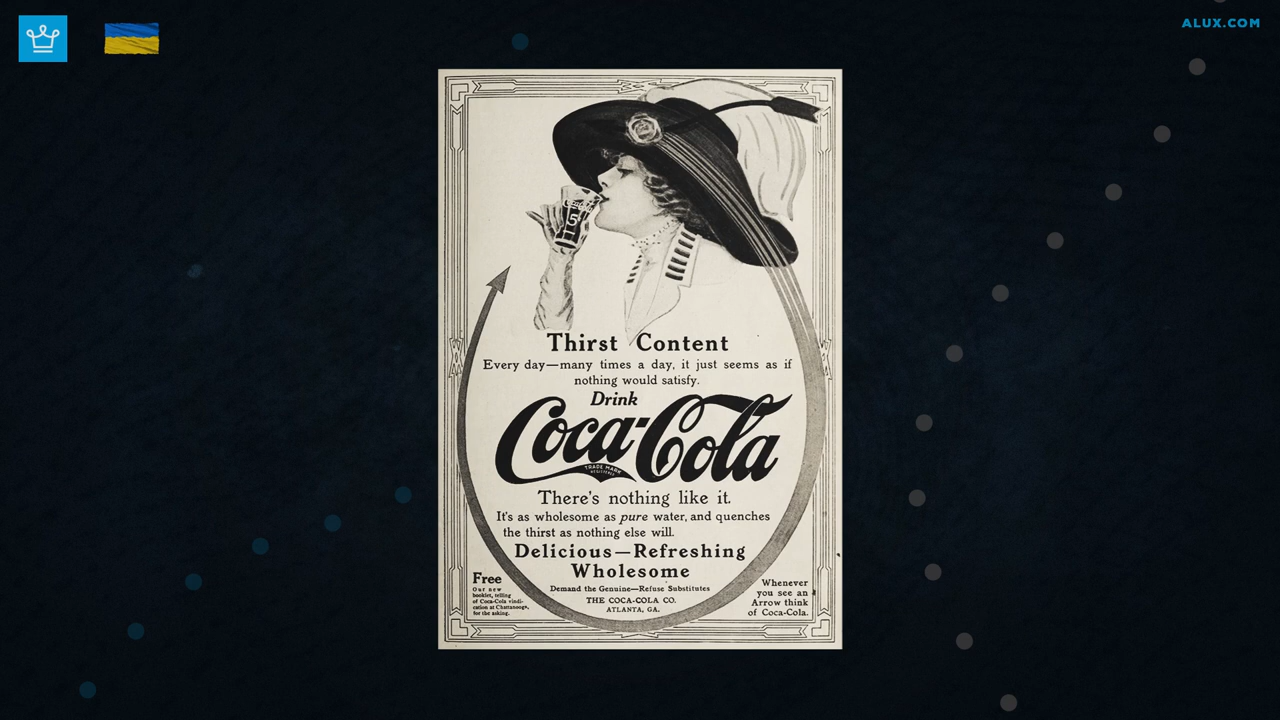 ALUX.COM
5¢
Thirst Content
Every day—many times a day, it just seems as if
nothing would satisfy.
Drink
Coca-Cola
TRADE MARK
REGISTERED
There's nothing like it.
It's as wholesome as pure water, and quenches
the thirst as nothing else will.
Delicious—Refreshing
Wholesome
Demand the Genuine—Refuse Substitutes
THE COCA-COLA CO.
ATLANTA, GA.
Free
Our new
booklet, telling
of Coca-Cola vindi-
cation at Chattanooga,
for the asking.
Whenever
you see an
Arrow think
of Coca-Cola.